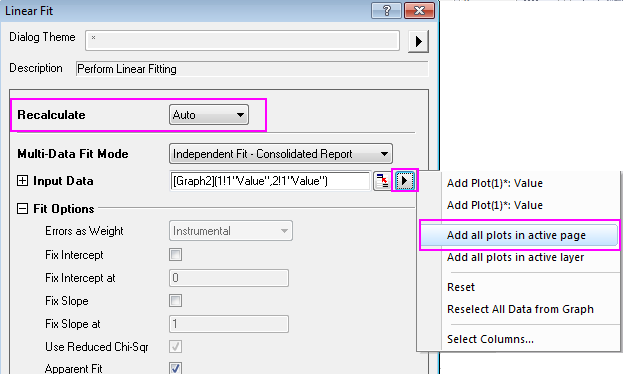 Linear Fit
Dialog Theme *
Description Perform Linear Fitting
Recalculate Auto
Multi-Data Fit Mode Independent Fit - Consolidated Report
Input Data [Graph2](1!1"Value",2!1"Value")
Fit Options
Errors as Weight Instrumental
Fix Intercept
Fix Intercept at 0
Fix Slope
Fix Slope at 1
Use Reduced Chi-Sqr
Apparent Fit
Add Plot(1)*: Value
Add Plot(1)*: Value
Add all plots in active page
Add all plots in active layer
Reset
Reselect All Data from Graph
Select Columns...